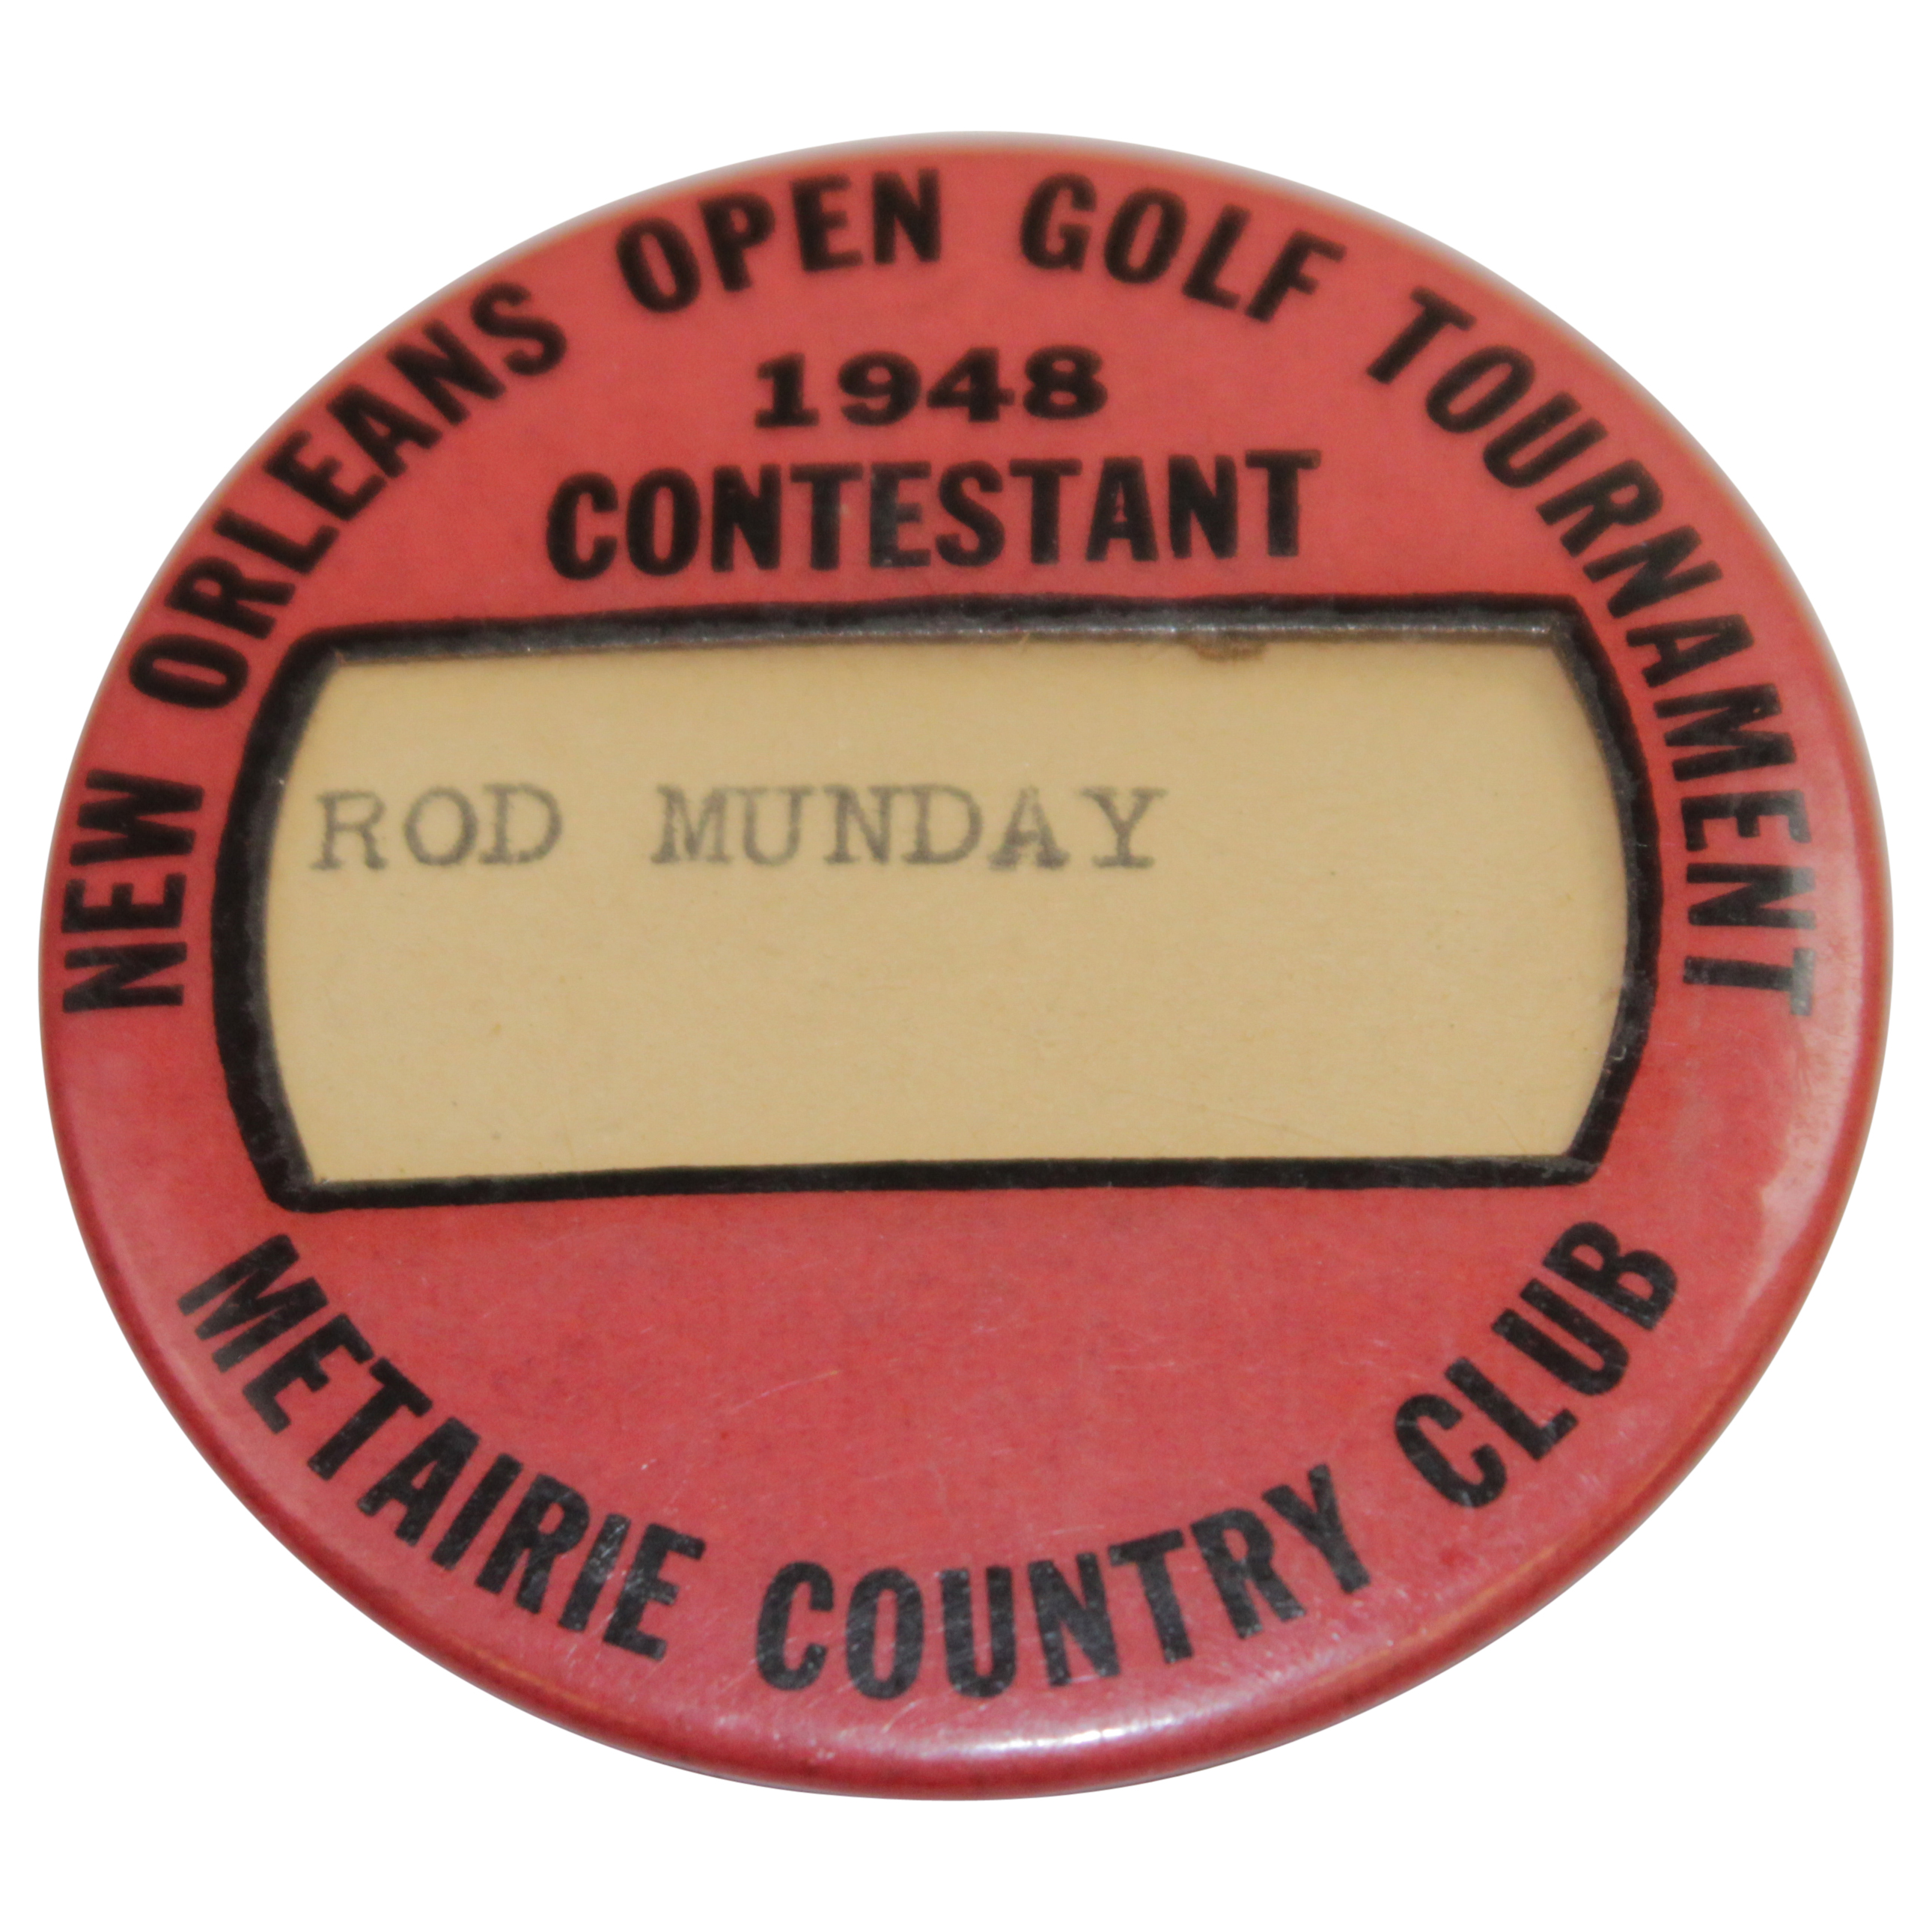 NEW ORLEANS OPEN GOLF TOURNAMENT
1948
CONTESTANT
ROD MUNDAY
METAIRIE COUNTRY CLUB